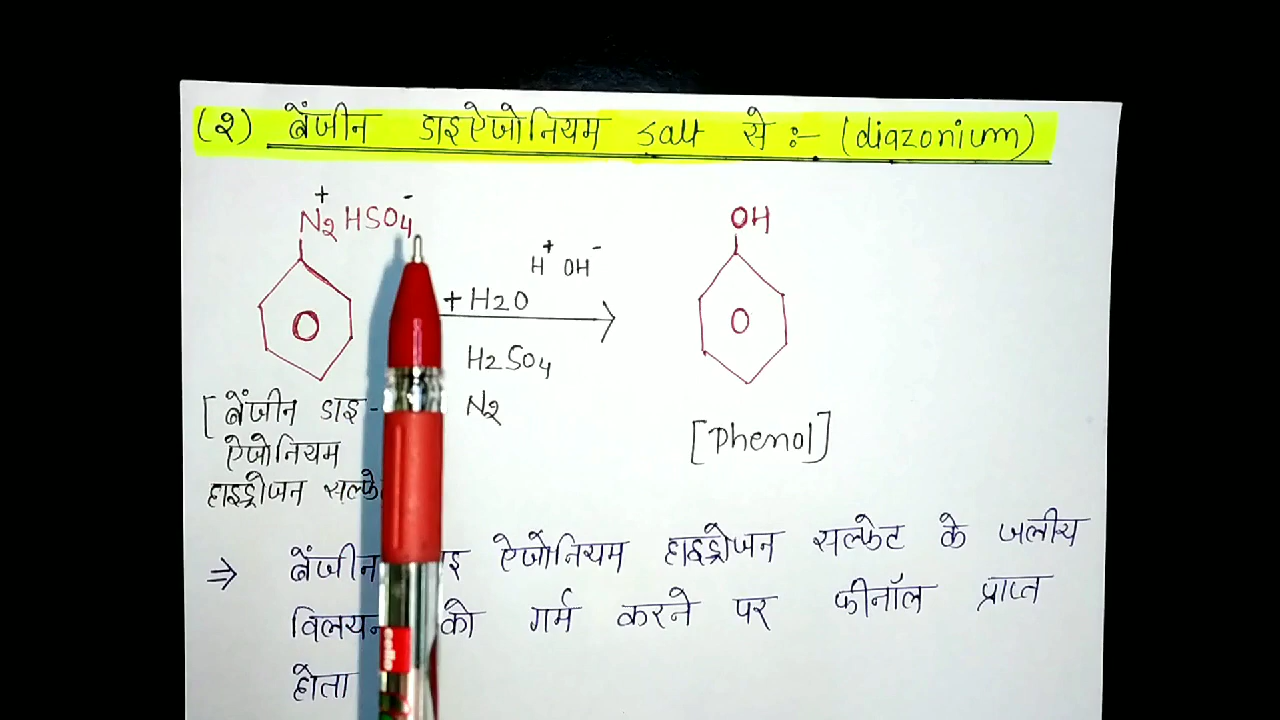 (२) बेंजीन डाइऐजोनियम salt से :- (diazonium)
N₂⁺ HSO₄⁻
OH
H⁺ OH⁻
+ H₂O
H₂SO₄
N₂
[बेंजीन डाइ-
ऐजोनियम
हाइड्रोजन
[Phenol]
⇒ बेंजीन ऐजोनियम हाइड्रोजन सल्फेट के जलीय
को गर्म करने पर फीनॉल प्राप्त
होता
cello